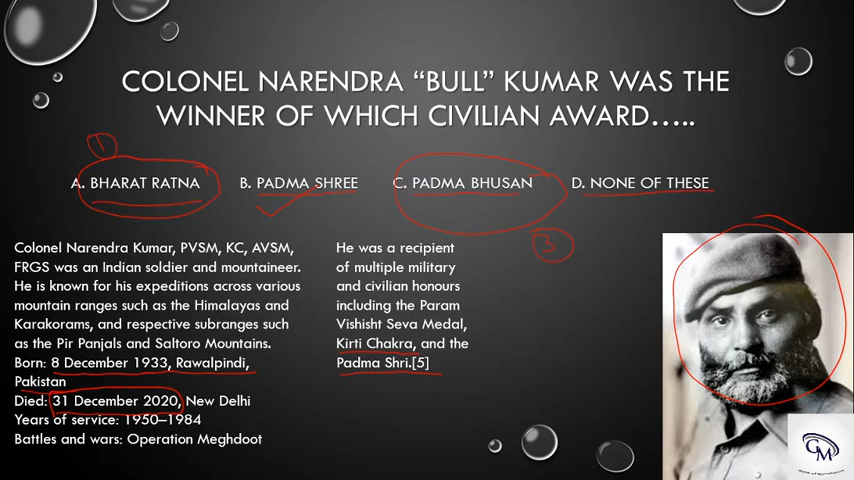 COLONEL NARENDRA “BULL” KUMAR WAS THE
WINNER OF WHICH CIVILIAN AWARD.....
1
A. BHARAT RATNA B. PADMA SHREE C. PADMA BHUSAN D. NONE OF THESE
3
Colonel Narendra Kumar, PVSM, KC, AVSM,
FRGS was an Indian soldier and mountaineer.
He is known for his expeditions across various
mountain ranges such as the Himalayas and
Karakorams, and respective subranges such
as the Pir Panjals and Saltoro Mountains.
Born: 8 December 1933, Rawalpindi,
Pakistan
Died: 31 December 2020, New Delhi
Years of service: 1950–1984
Battles and wars: Operation Meghdoot
He was a recipient
of multiple military
and civilian honours
including the Param
Vishisht Seva Medal,
Kirti Chakra, and the
Padma Shri.[5]
GM